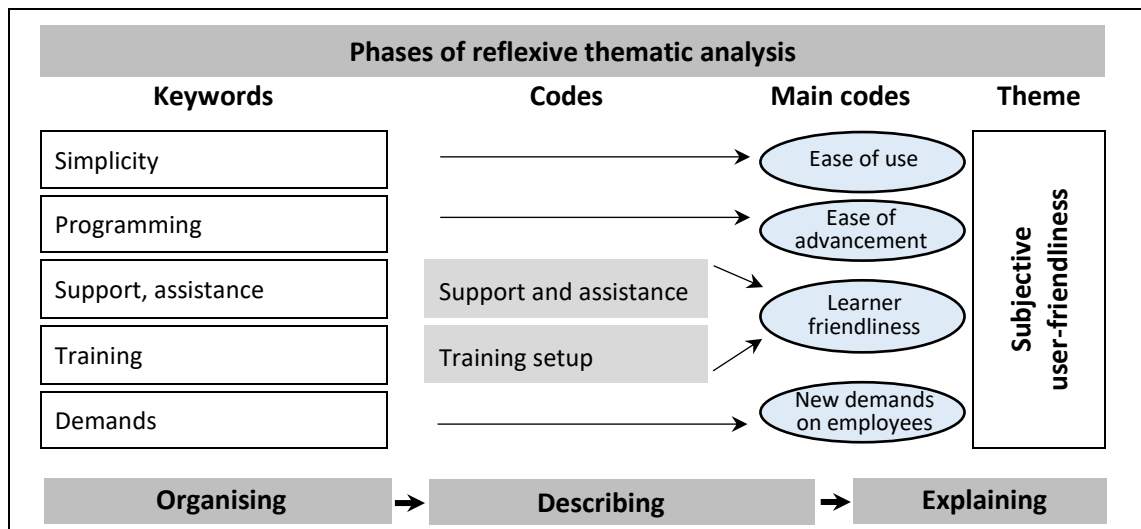 Phases of reflexive thematic analysis
Keywords
Codes
Main codes
Theme
Simplicity
Ease of use
Programming
Ease of
advancement
Support, assistance
Support and assistance
Learner
friendliness
Training
Training setup
Demands
New demands
on employees
Subjective
user-friendliness
Organising
Describing
Explaining